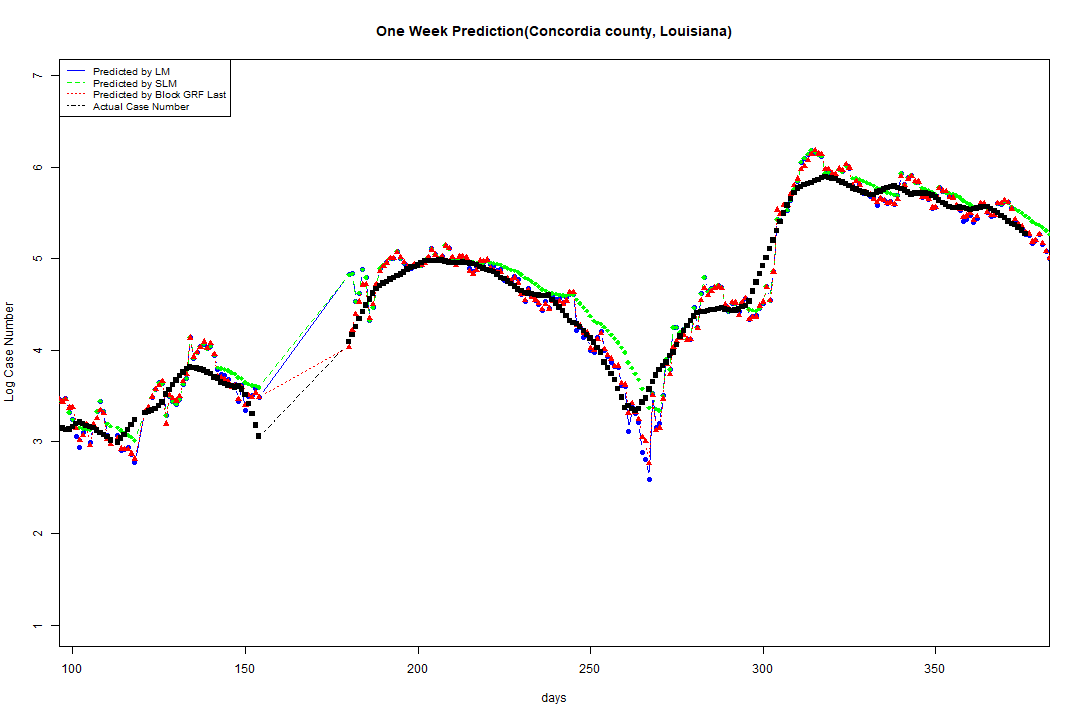 One Week Prediction(Concordia county, Louisiana)
Predicted by LM
Predicted by SLM
Predicted by Block GRF Last
Actual Case Number
7
6
5
4
3
2
1
Log Case Number
100 150 200 250 300 350
days